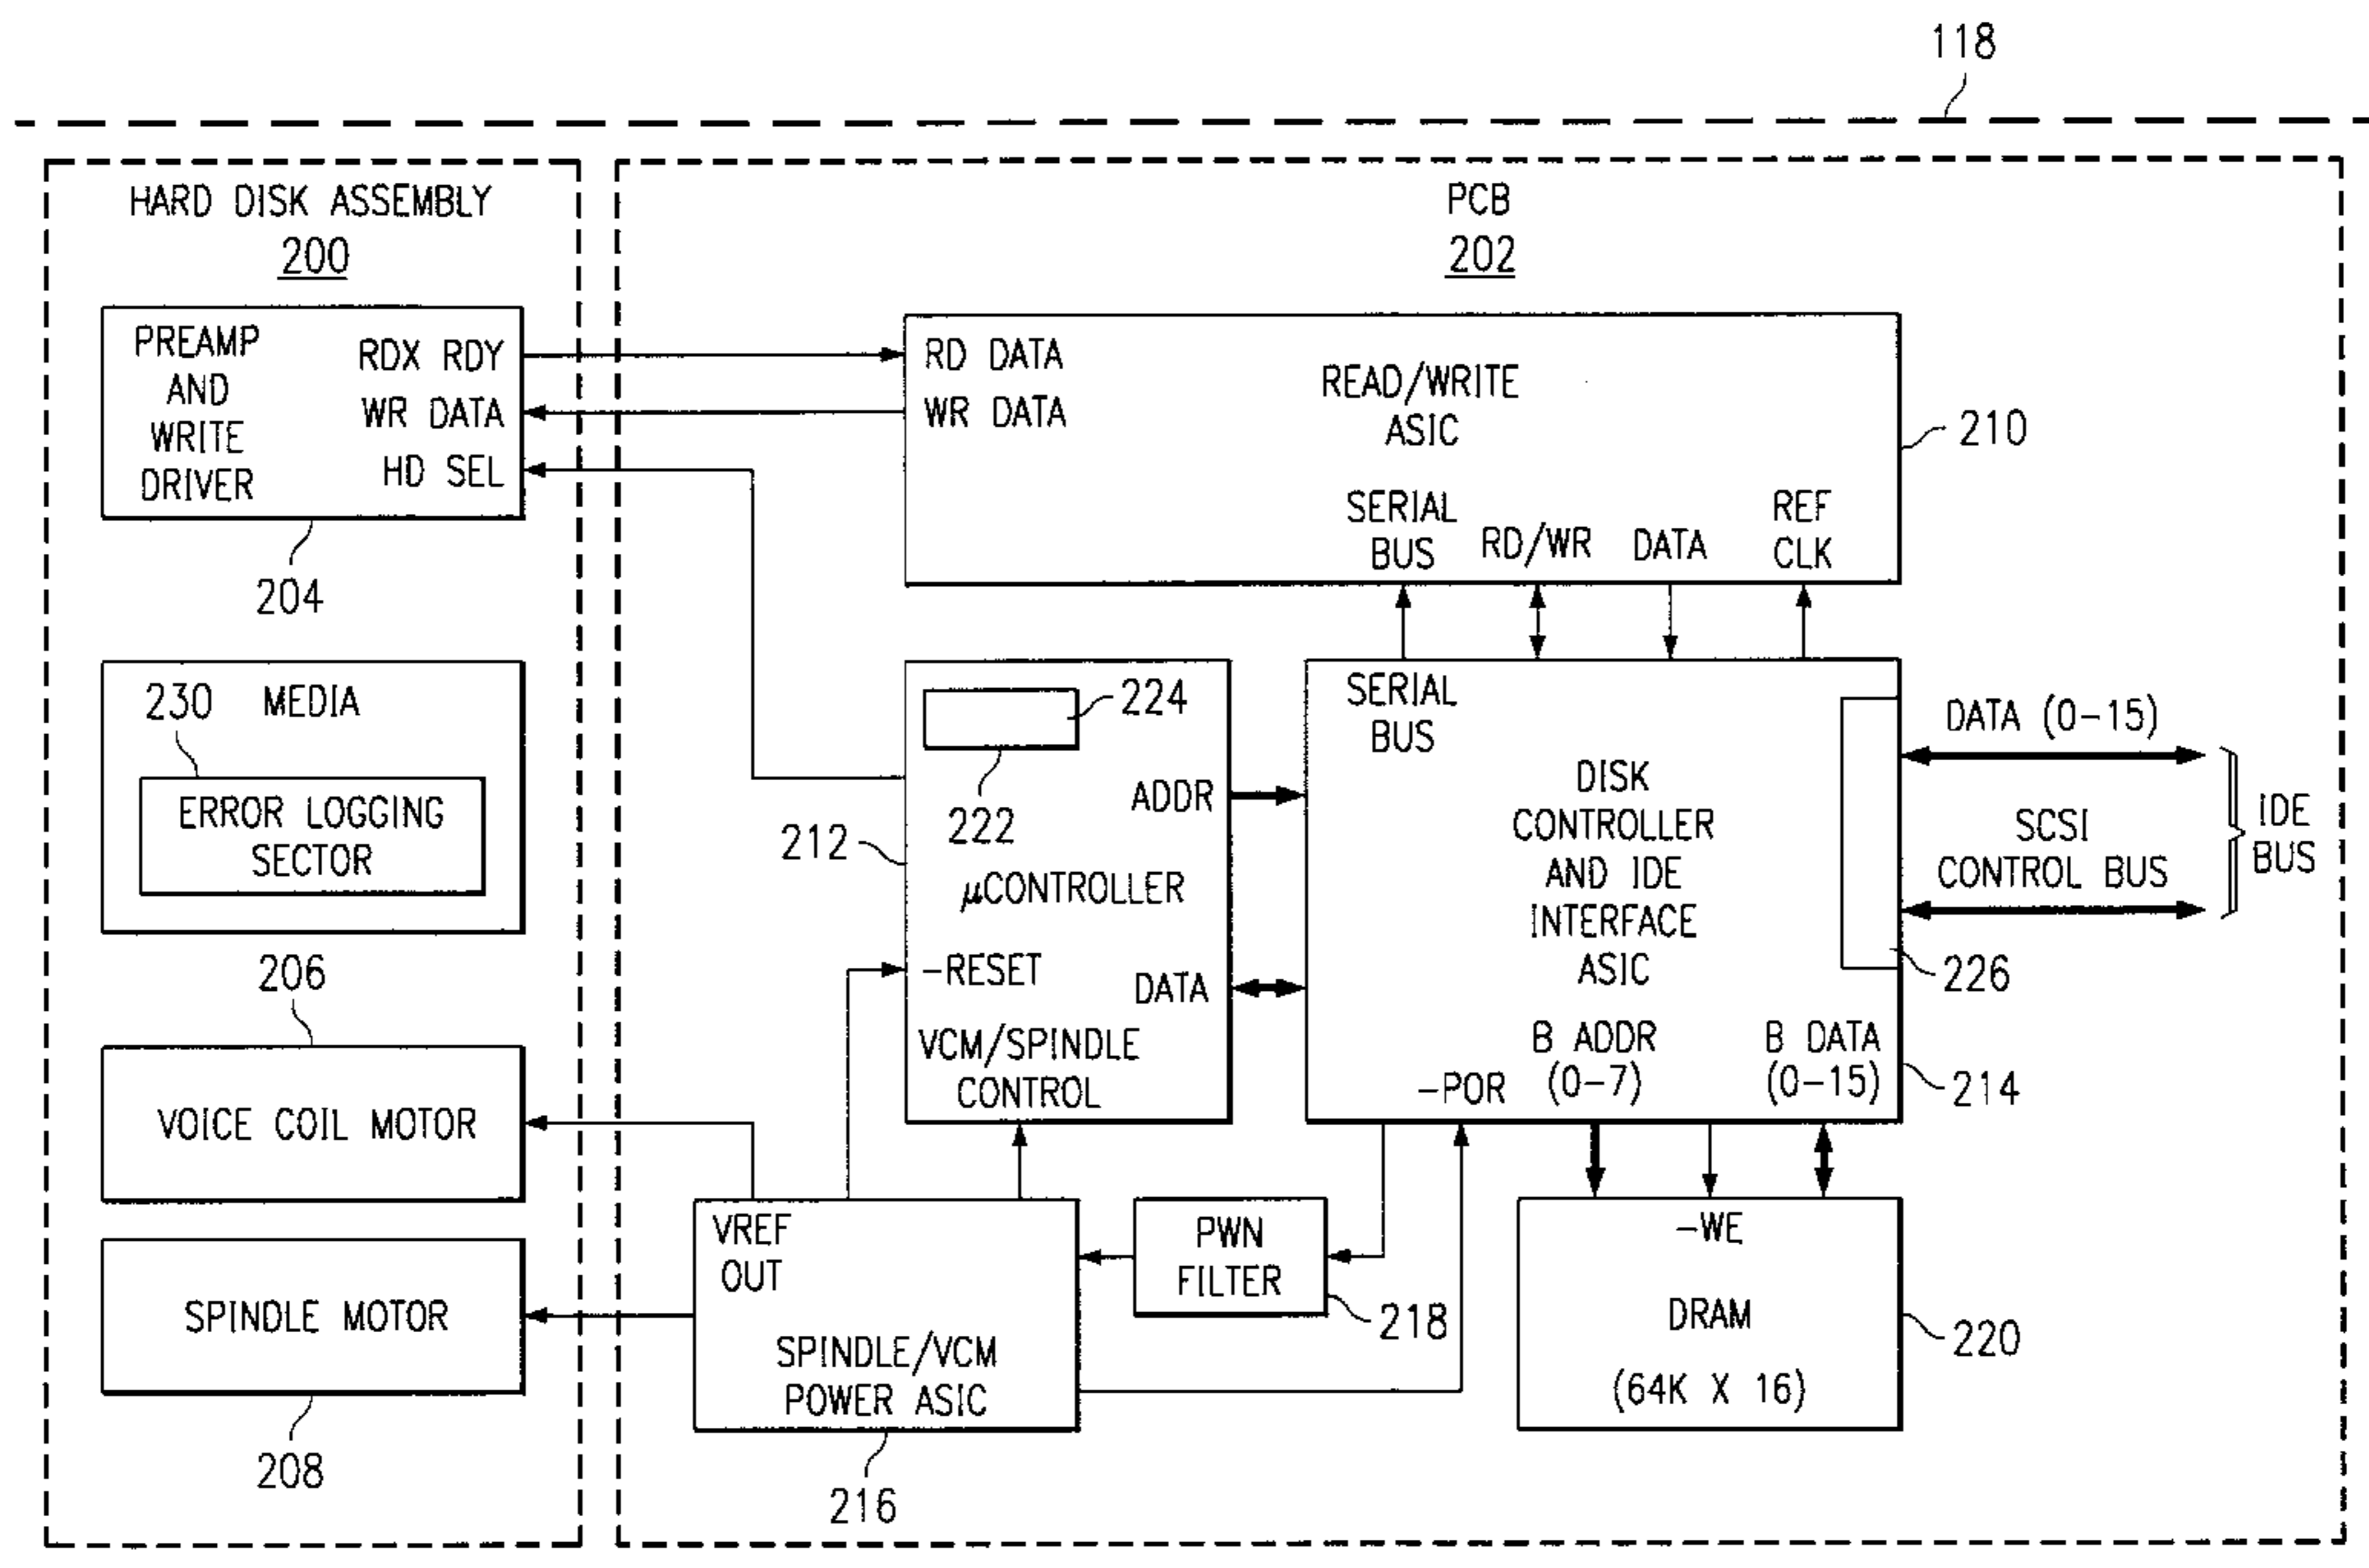 118
HARD DISK ASSEMBLY
200
PREAMP
AND
WRITE
DRIVER
RDX RDY
WR DATA
HD SEL
204
230
MEDIA
ERROR LOGGING
SECTOR
206
VOICE COIL MOTOR
SPINDLE MOTOR
208
PCB
202
RD DATA
WR DATA
READ/WRITE
ASIC
SERIAL
BUS
RD/WR
DATA
REF
CLK
210
224
222
212
ADDR
μCONTROLLER
-RESET
DATA
VCM/SPINDLE
CONTROL
SERIAL
BUS
DISK
CONTROLLER
AND IDE
INTERFACE
ASIC
-POR
B ADDR
(0-7)
B DATA
(0-15)
226
214
DATA (0-15)
SCSI
CONTROL BUS
IDE
BUS
VREF
OUT
SPINDLE/VCM
POWER ASIC
216
PWN
FILTER
218
-WE
DRAM
(64K X 16)
220